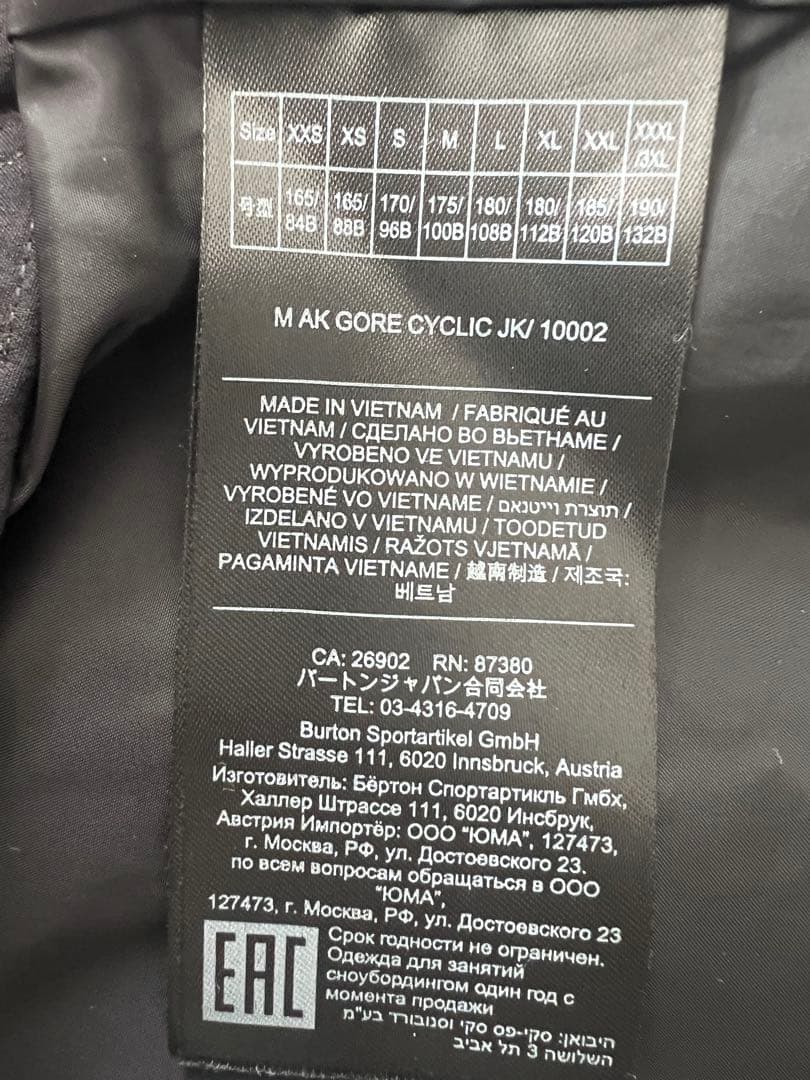 Size XXS XS S M L XL XXL XXXL /3XL
号型 165/84B 165/88B 170/96B 175/100B 180/108B 180/112B 185/120B 190/132B
M AK GORE CYCLIC JK/ 10002
MADE IN VIETNAM / FABRIQUÉ AU
VIETNAM / СДЕЛАНО ВО ВЬЕТНАМЕ /
VYROBENO VE VIETNAMU /
WYPRODUKOWANO W WIETNAMIE /
VYROBENÉ VO VIETNAME / תוצרת וייטנאם /
IZDELANO V VIETNAMU / TOODETUD
VIETNAMIS / RAŽOTS VJETNAMĀ /
PAGAMINTA VIETNAME / 越南制造 / 제조국:
베트남
CA: 26902 RN: 87380
バートンジャパン合同会社
TEL: 03-4316-4709
Burton Sportartikel GmbH
Haller Strasse 111, 6020 Innsbruck, Austria
Изготовитель: Бёртон Спортартикль Гмбх,
Халлер Штрассе 111, 6020 Инсбрук,
Австрия Импортёр: ООО "ЮМА", 127473,
г. Москва, РФ, ул. Достоевского 23.
по всем вопросам обращаться в ООО
"ЮМА",
127473, г. Москва, РФ, ул. Достоевского 23
EAC
Срок годности не ограничен.
Одежда для занятий
сноубордингом один год с
момента продажи
היבואן: סקי-פס סקי וסנובורד בע"מ
השלושה 3 תל אביב